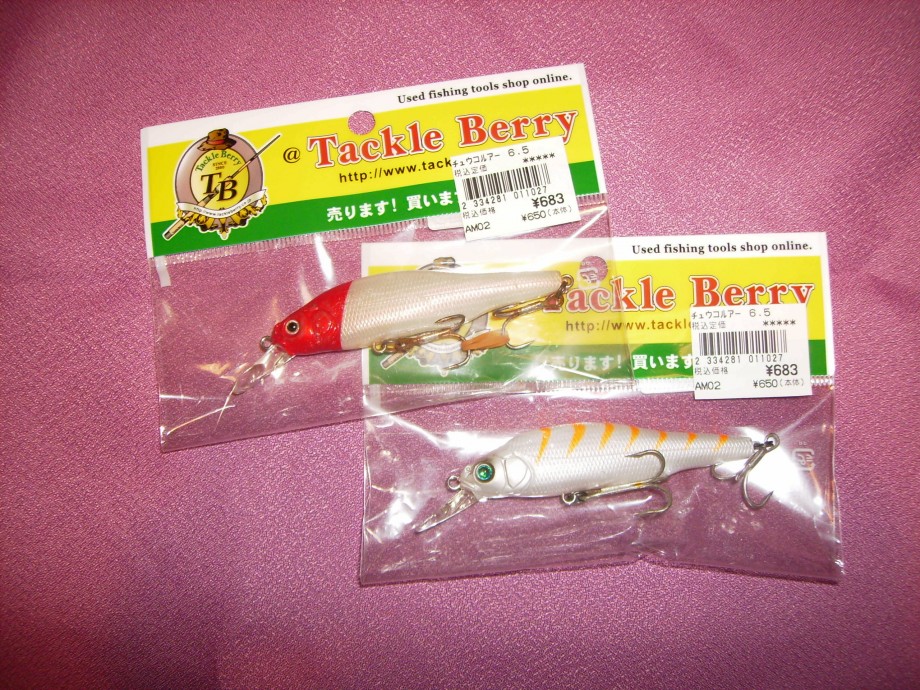 Used fishing tools shop online.
@ Tackle Berry
http://www.tack
売ります! 買いま
Tackle Berry
SINCE
TB
チュウコルアー 6.5
税込定価 *****
2 334281 011027
税込価格 ¥683
¥650(本体)
AM02
Used fishing tools shop online.
Tackle Berry
http://www.tackl
売ります! 買いま
チュウコルアー 6.5
税込定価 *****
2 334281 011027
税込価格 ¥683
AM02 ¥650(本体)